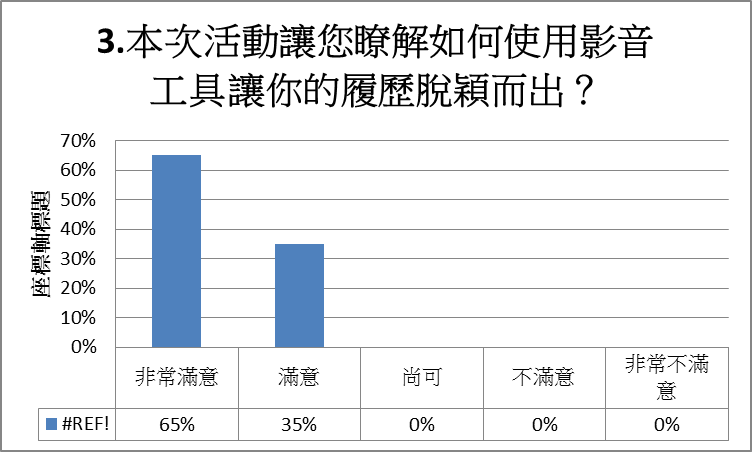 3.本次活動讓您瞭解如何使用影音
工具讓你的履歷脫穎而出？
70%
60%
50%
40%
30%
20%
10%
0%
座標軸標題
非常滿意 滿意 尚可 不滿意 非常不滿
意
#REF! 65% 35% 0% 0% 0%